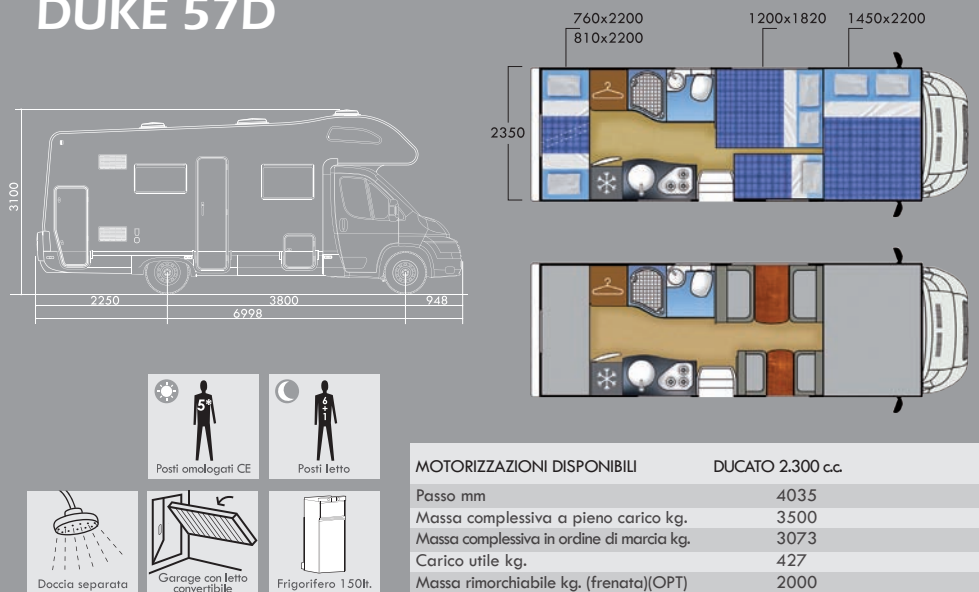 DUKE 57D
760x2200
810x2200
1200x1820
1450x2200
2350
3100
2250
3800
948
6998
5*
Posti omologati CE
6
+
1
Posti letto
Doccia separata
Garage con letto
convertibile
Frigorifero 150lt.
MOTORIZZAZIONI DISPONIBILI DUCATO 2.300 c.c.
Passo mm 4035
Massa complessiva a pieno carico kg. 3500
Massa complessiva in ordine di marcia kg. 3073
Carico utile kg. 427
Massa rimorchiabile kg. (frenata)(OPT) 2000